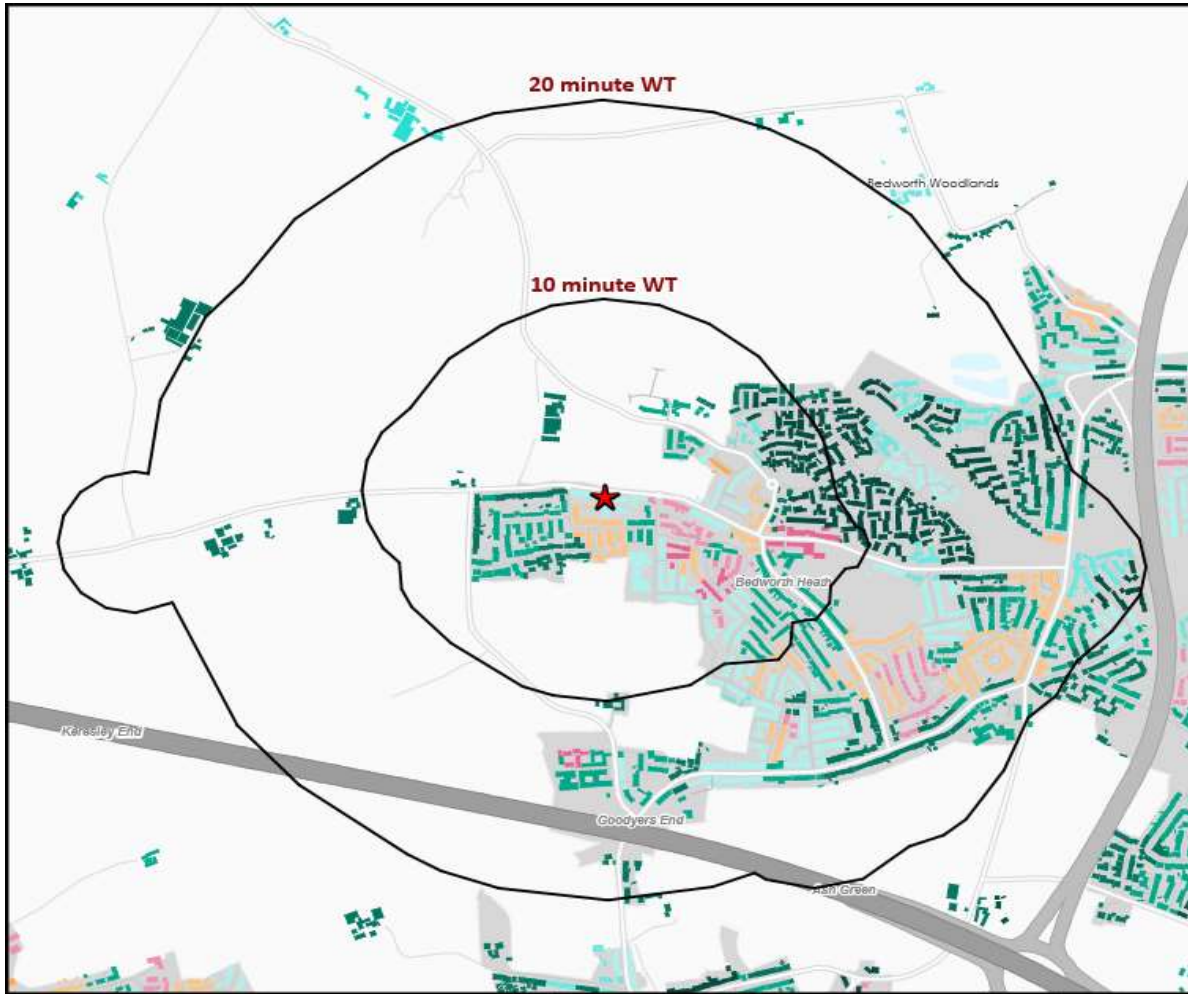 20 minute WT
Bedworth Woodlands
10 minute WT
Bedworth Heath
Keresley End
Goodyers End
Ash Green